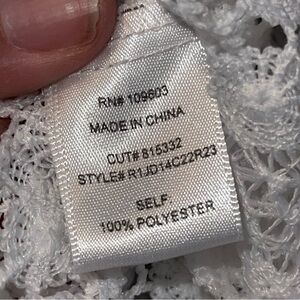 RN# 109603
MADE IN CHINA
CUT# 815332
STYLE# R1JD14C22R23
SELF:
100% POLYESTER